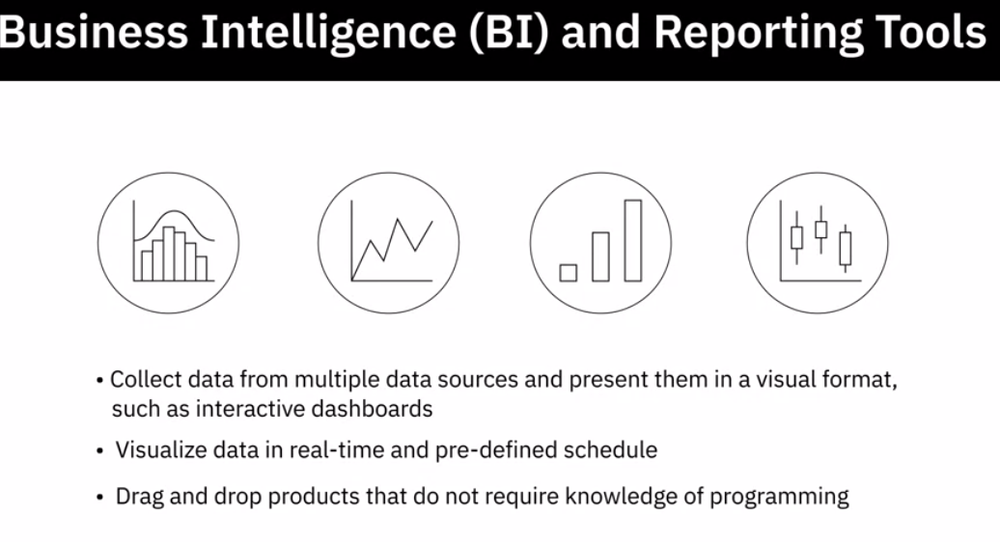 Business Intelligence (BI) and Reporting Tools
• Collect data from multiple data sources and present them in a visual format,
such as interactive dashboards
• Visualize data in real-time and pre-defined schedule
• Drag and drop products that do not require knowledge of programming